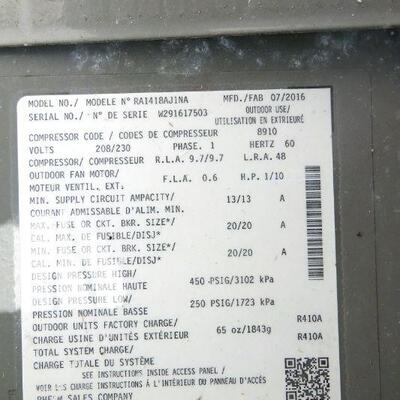 MODEL NO./ MODELE N° RA1418AJ1NA MFD./FAB 07/2016
SERIAL NO./ N° DE SERIE W291617503 OUTDOOR USE/
UTILISATION EN EXTRIEURÉ
COMPRESSOR CODE / CODES DE COMPRESSEUR 8910
VOLTS 208/230 PHASE. 1 HERTZ 60
COMPRESSOR/ COMPRESSEUR R.L.A. 9.7/9.7 L.R.A. 48
OUTDOOR FAN MOTOR/
MOTEUR VENTIL. EXT. F.L.A. 0.6 H.P. 1/10
MIN. SUPPLY CIRCUIT AMPACITY/ 13/13 A
COURANT ADMISSABLE D'ALIM. MIN.
MAX. FUSE OR CKT. BRK. SIZE*/ 20/20 A
CAL. MAX. DE FUSIBLE/DISJ*
MIN. FUSE OR CKT. BRK. SIZE*/ 20/20 A
CAL. MIN. DE FUSIBLE/DISJ*
DESIGN PRESSURE HIGH/
PRESSION NOMINALE HAUTE 450 PSIG/3102 kPa
DESIGN PRESSURE LOW/
PRESSION NOMINALE BASSE 250 PSIG/1723 kPa
OUTDOOR UNITS FACTORY CHARGE/ R410A
CHARGE USINE D'UNITÉS EXTÉRIEUR 65 oz/1843g
TOTAL SYSTEM CHARGE/ R410A
CHARGE TOTALE DU SYSTÈME
SEE INSTRUCTIONS INSIDE ACCESS PANEL /
VOIR LES INSTRUCTIONS À L'INTÉRIEUR DU PANNEAU D'ACCÈS
RHEEM SALES COMPANY